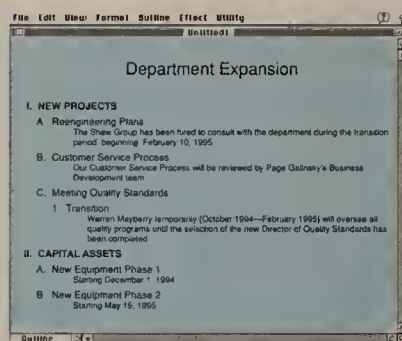 File Edit View Format Outline Effect Utility
Untitled1
Department Expansion
I. NEW PROJECTS
A Reengineering Plans
The Shaw Group has been hired to consult with the department during the transition
period beginning February 10, 1995
B. Customer Service Process
Our Customer Service Process will be reviewed by Page Galinsky's Business
Development team
C. Meeting Quality Standards
1 Transition
Warren Mayberry temporarily (October 1994—February 1995) will oversee all
quality programs until the selection of the new Director of Quality Standards has
been completed
II. CAPITAL ASSETS
A. New Equipment Phase 1
Starting December 1 1994
B New Equipment Phase 2
Starting May 15, 1995
Outline